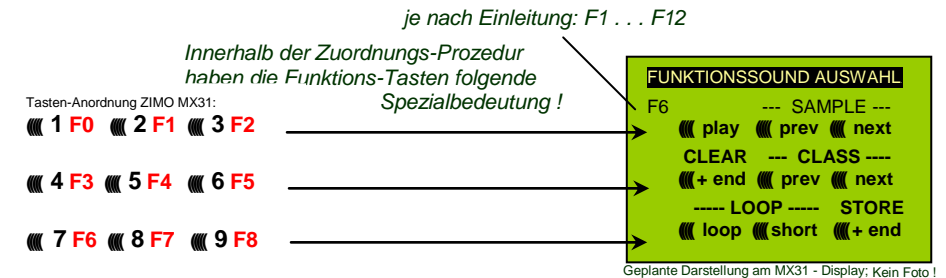 je nach Einleitung: F1 . . . F12
Innerhalb der Zuordnungs-Prozedur
haben die Funktions-Tasten folgende
Spezialbedeutung !
Tasten-Anordnung ZIMO MX31:
((((  1 F0 ((((  2 F1 ((((  3 F2
((((  4 F3 ((((  5 F4 ((((  6 F5
((((  7 F6 ((((  8 F7 ((((  9 F8
FUNKTIONSSOUND AUSWAHL
F6 --- SAMPLE ---
(((( play (((( prev (((( next
CLEAR --- CLASS ----
((((+ end (((( prev (((( next
----- LOOP ----- STORE
(((( loop ((((short ((((+ end
Geplante Darstellung am MX31 - Display; Kein Foto !